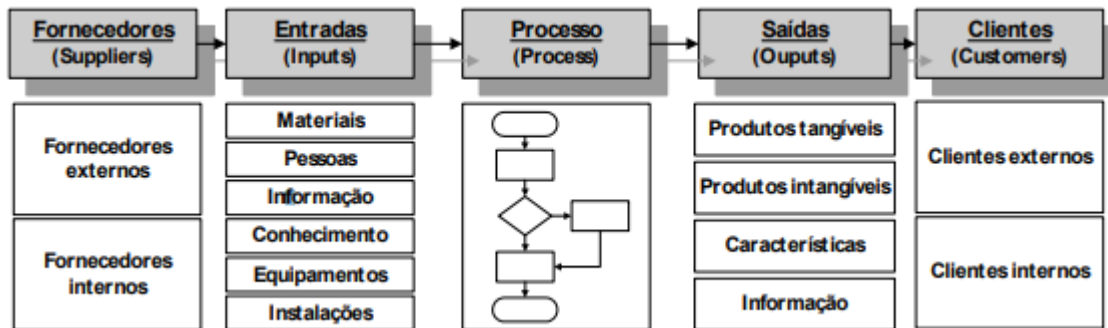 Fornecedores
(Suppliers)
Entradas
(Inputs)
Processo
(Process)
Saídas
(Ouputs)
Clientes
(Customers)
Fornecedores
externos
Fornecedores
internos
Materiais
Pessoas
Informação
Conhecimento
Equipamentos
Instalações
Produtos tangíveis
Produtos intangíveis
Características
Informação
Clientes externos
Clientes internos